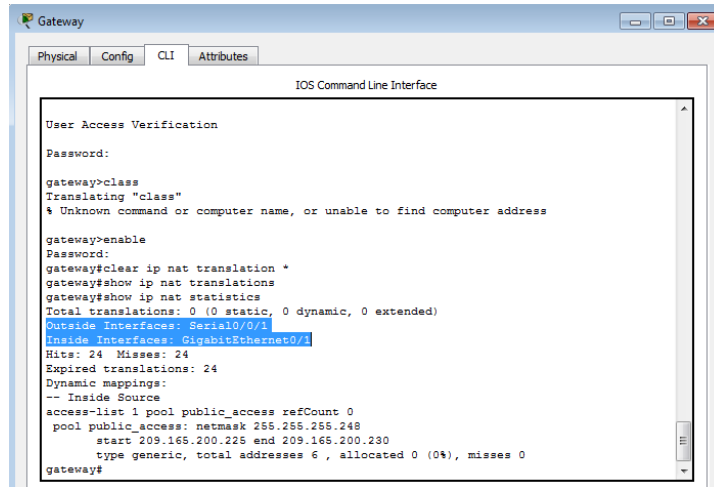 Gateway
Physical Config CLI Attributes
IOS Command Line Interface
User Access Verification
Password:
gateway>class
Translating "class"
% Unknown command or computer name, or unable to find computer address
gateway>enable
Password:
gateway#clear ip nat translation *
gateway#show ip nat translations
gateway#show ip nat statistics
Total translations: 0 (0 static, 0 dynamic, 0 extended)
Outside Interfaces: Serial0/0/1
Inside Interfaces: GigabitEthernet0/1
Hits: 24  Misses: 24
Expired translations: 24
Dynamic mappings:
-- Inside Source
access-list 1 pool public_access refCount 0
 pool public_access: netmask 255.255.255.248
       start 209.165.200.225 end 209.165.200.230
       type generic, total addresses 6 , allocated 0 (0%), misses 0
gateway#